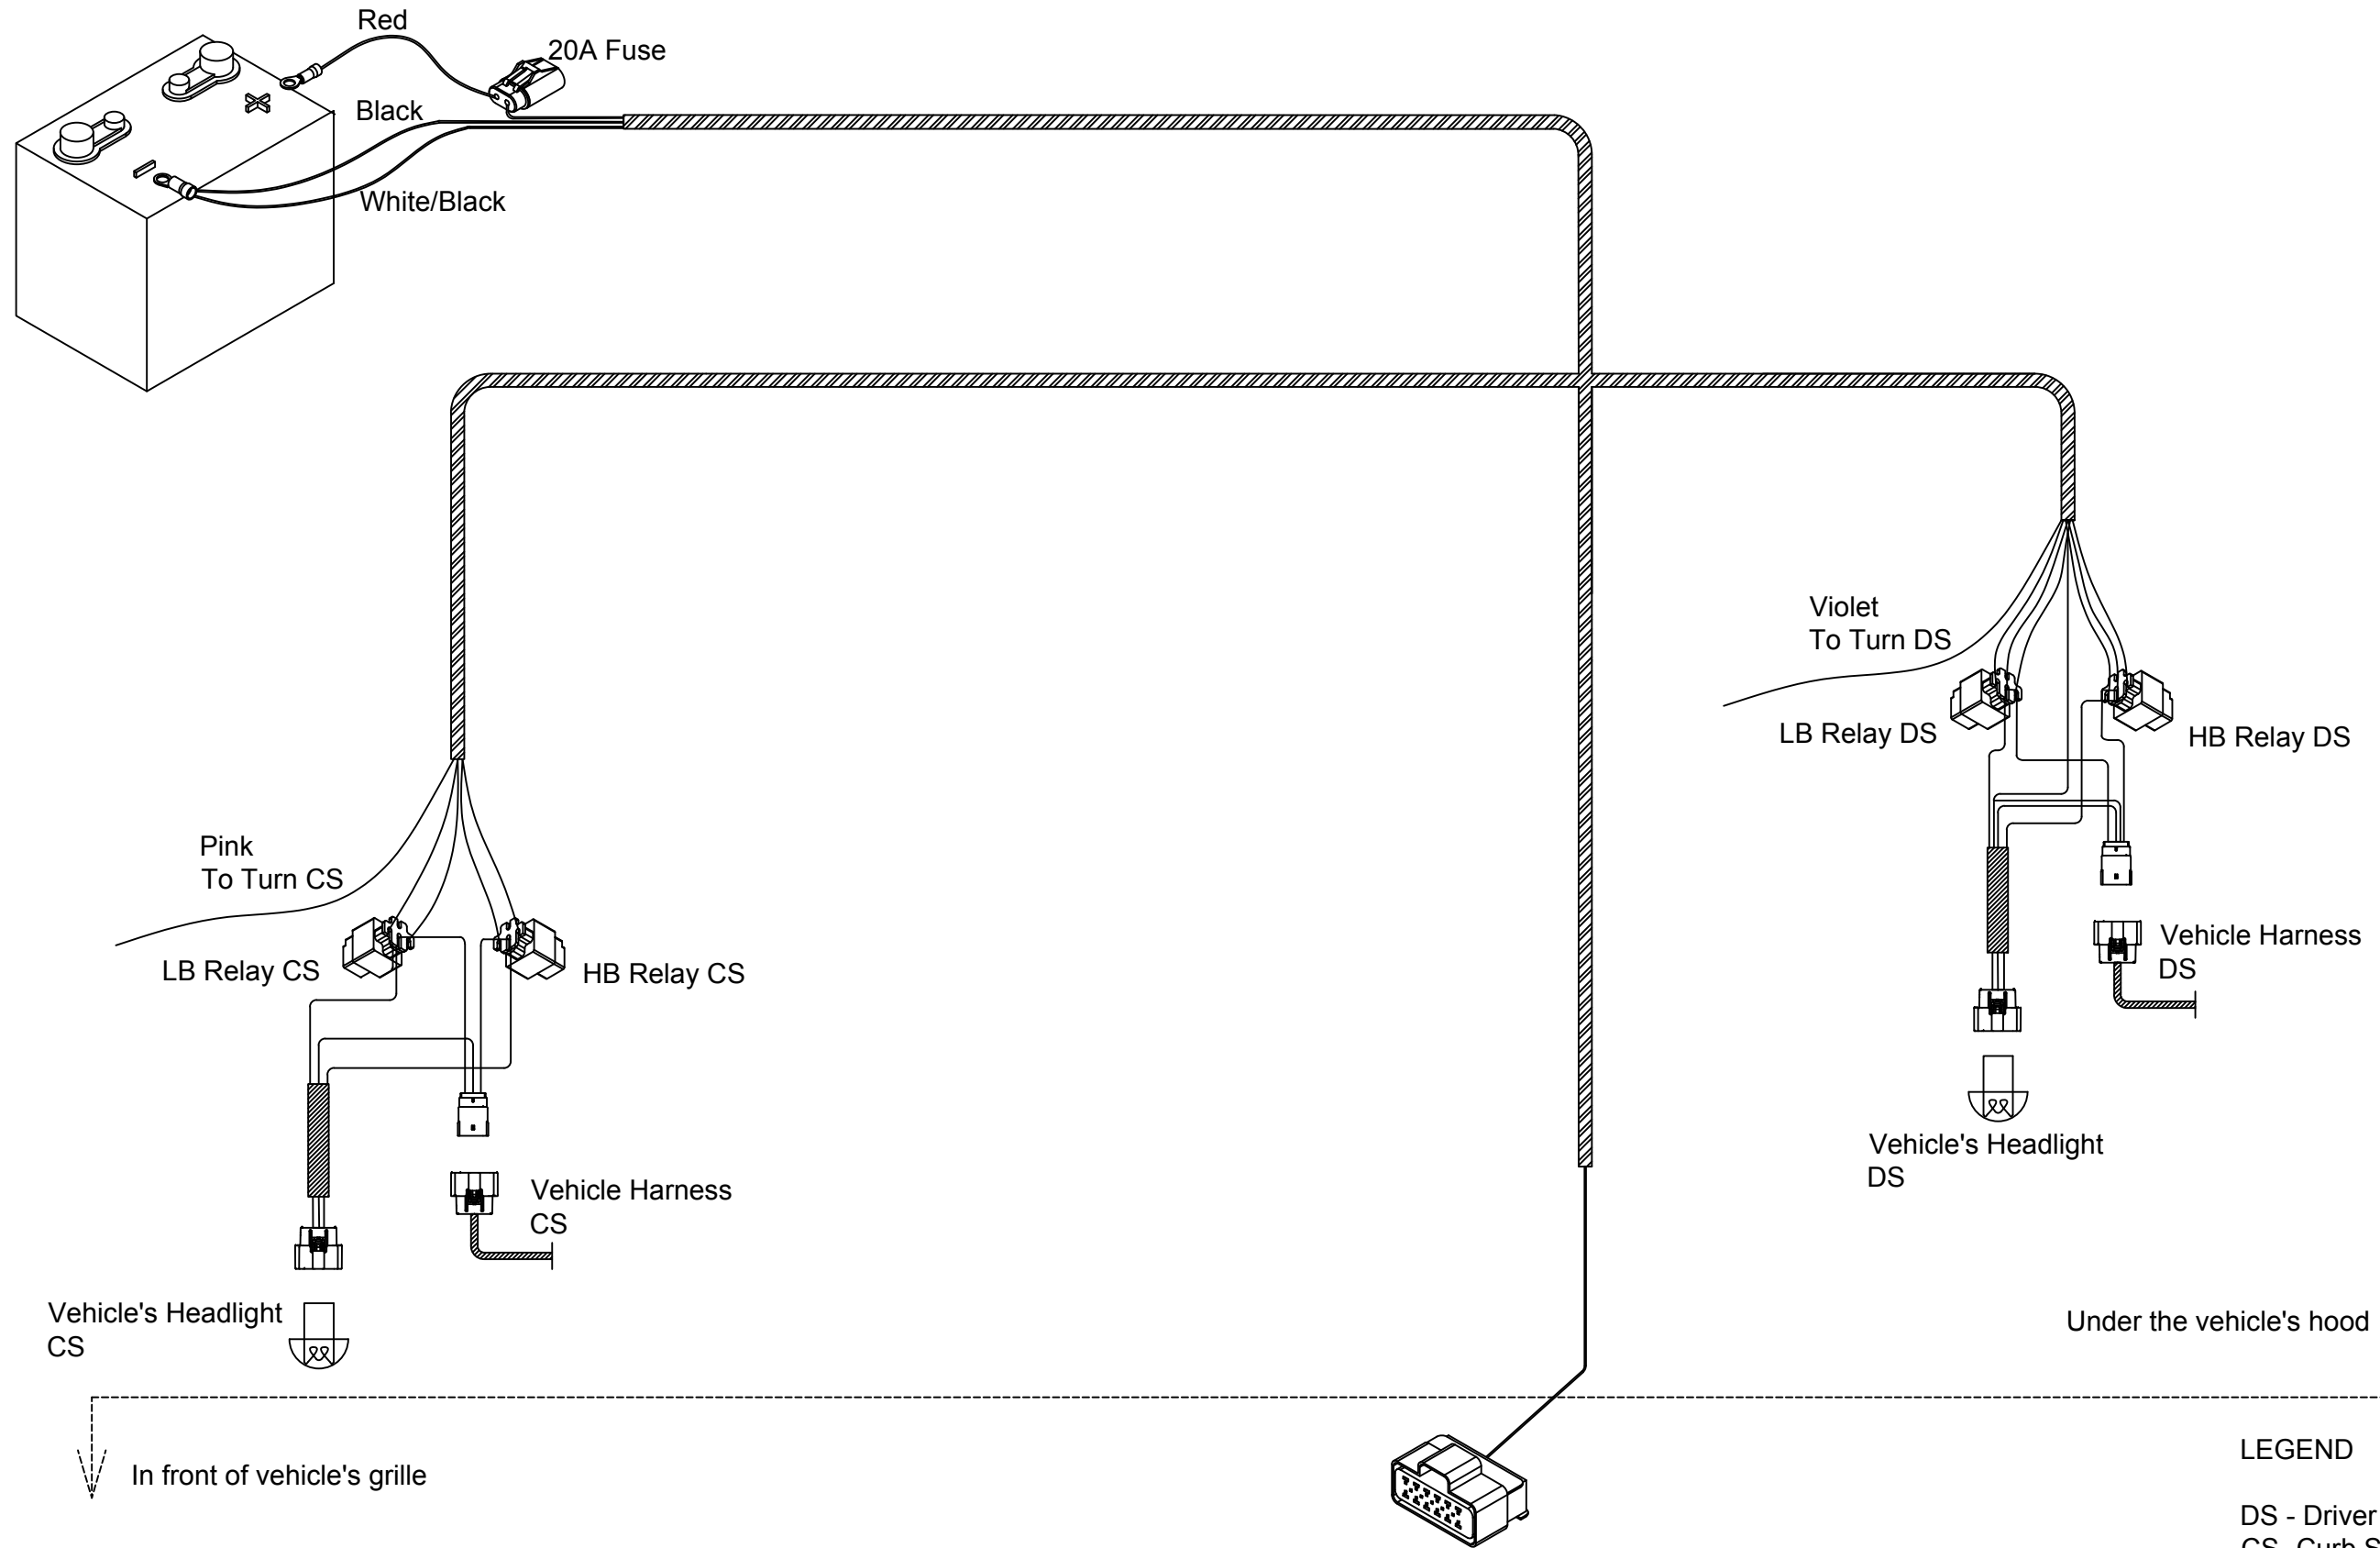 Red
20A Fuse
Black
White/Black
Violet
To Turn DS
LB Relay DS
HB Relay DS
Pink
To Turn CS
LB Relay CS
HB Relay CS
Vehicle Harness
DS
Vehicle's Headlight
DS
Vehicle Harness
CS
Vehicle's Headlight
CS
Under the vehicle's hood
In front of vehicle's grille
LEGEND
DS - Driver
CS -Curb S